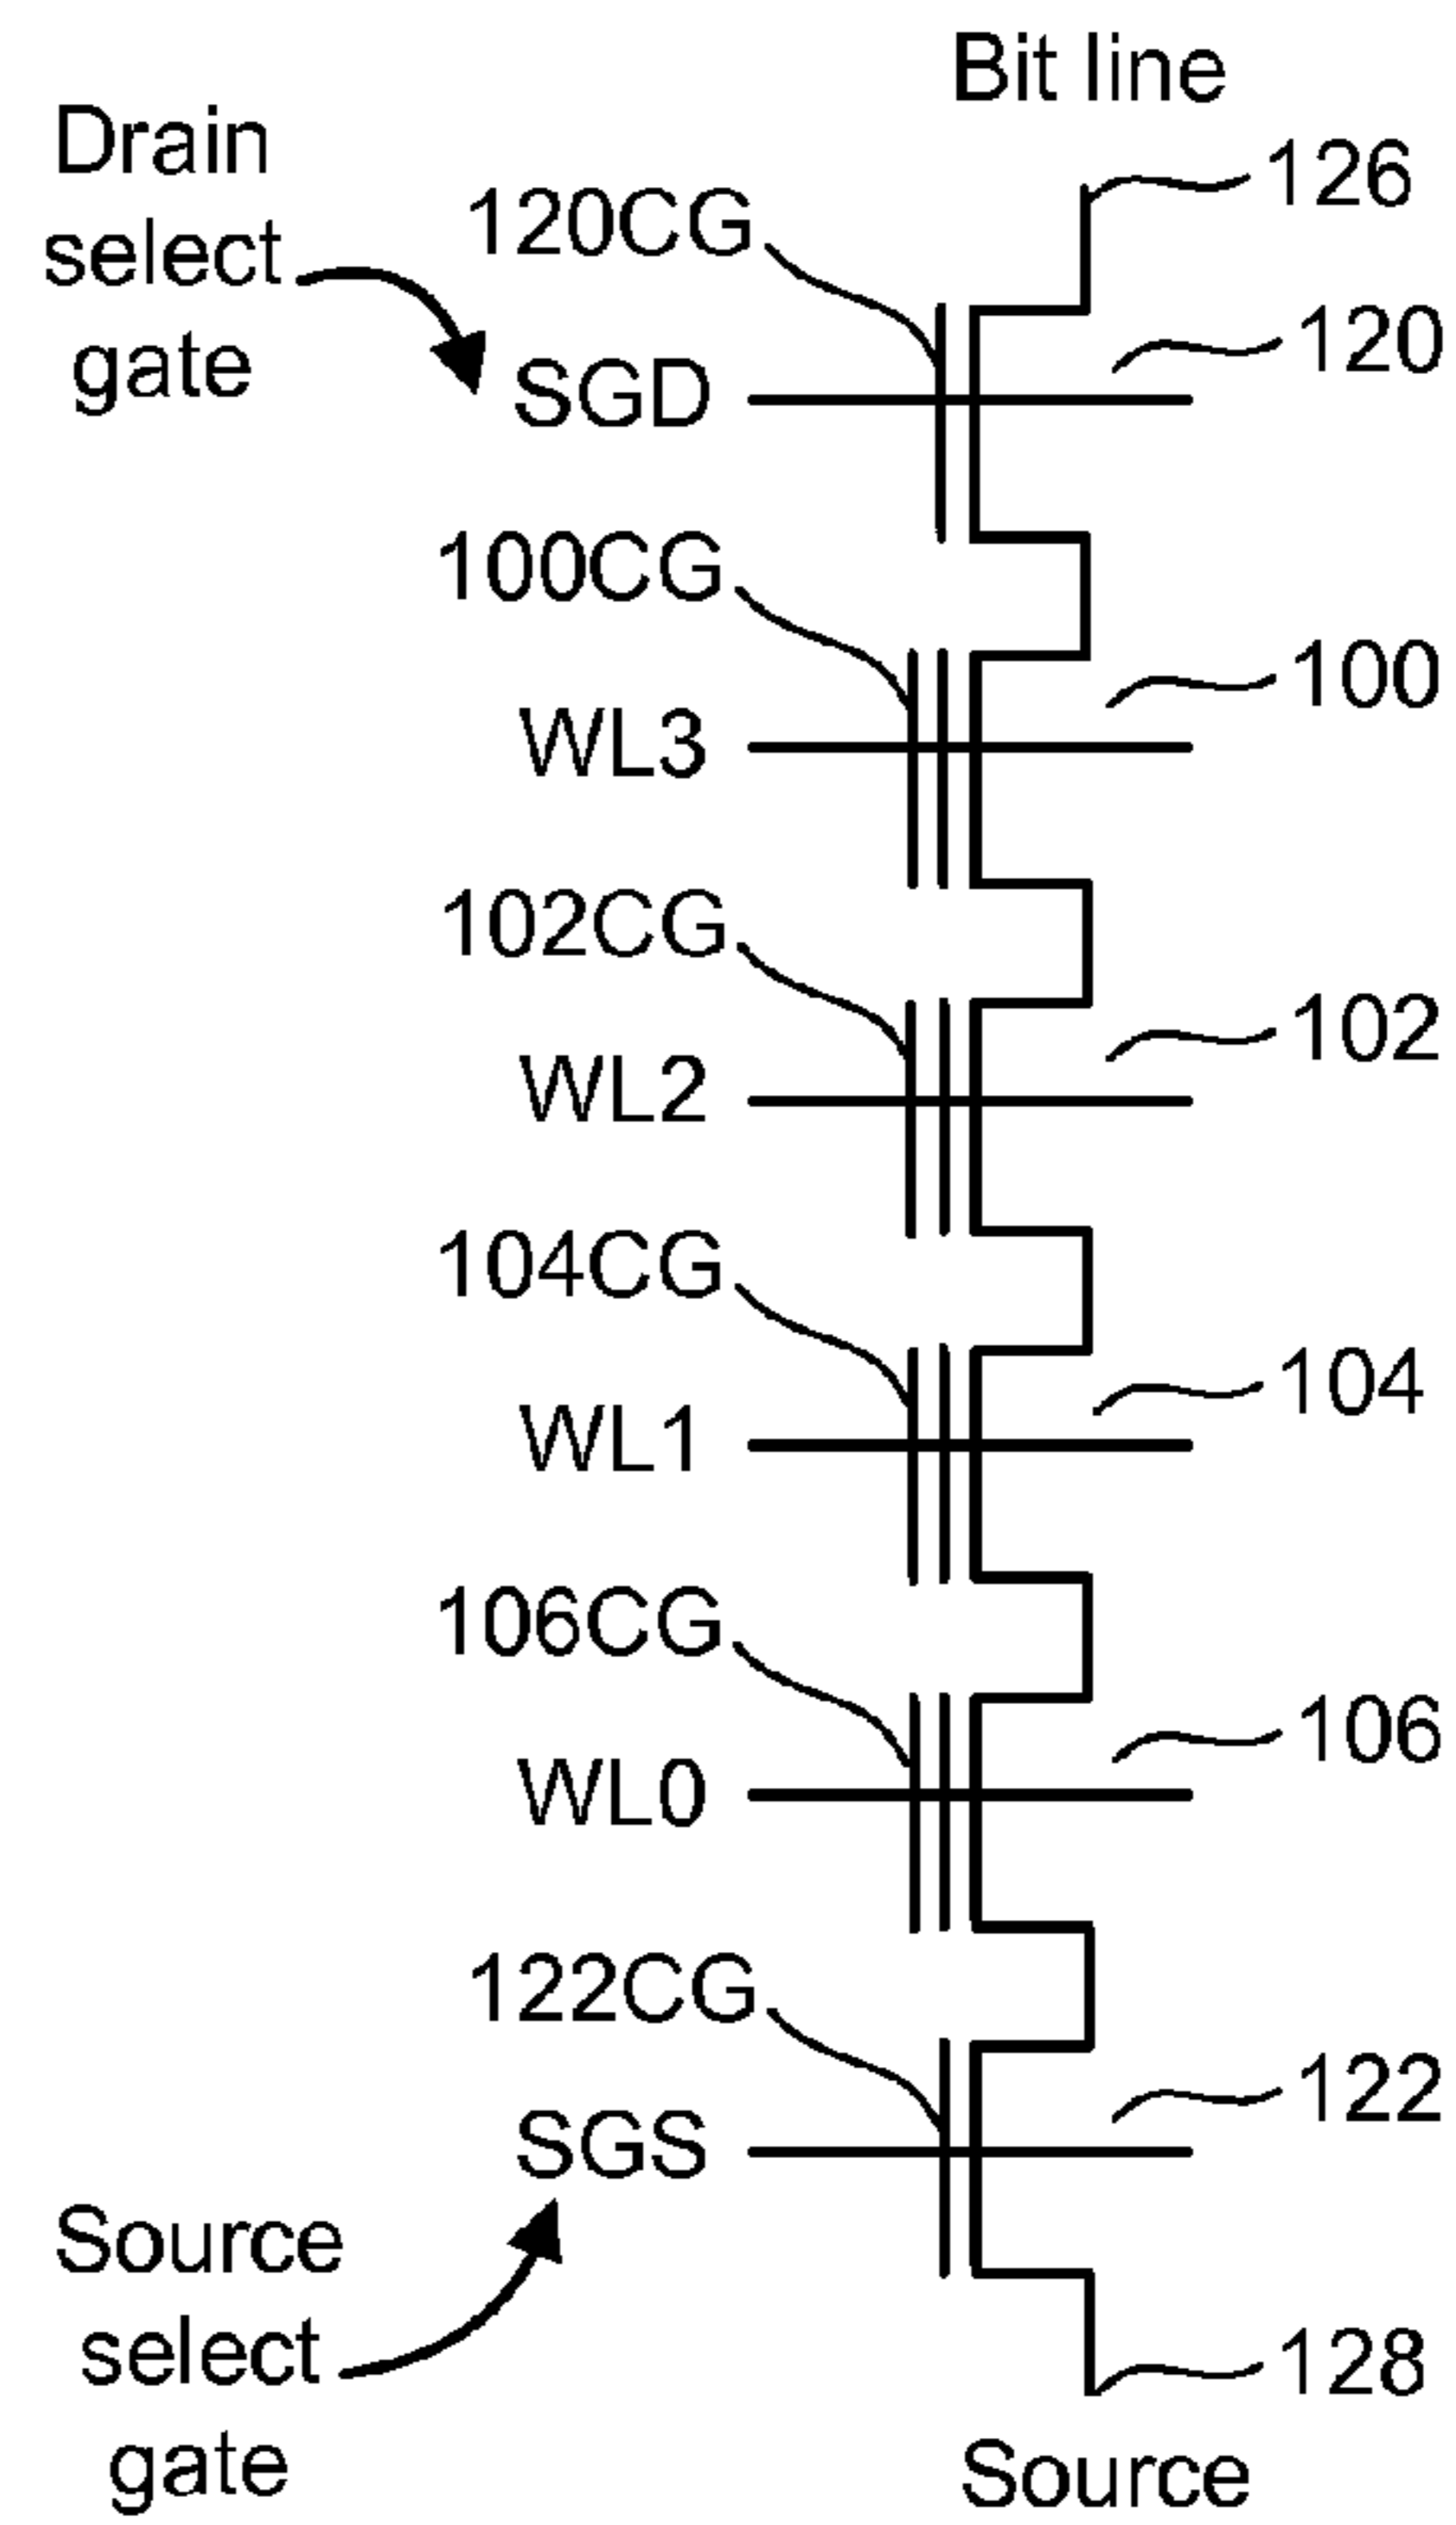 Bit line
126
Drain
select
gate
120CG
120
SGD
100CG
100
WL3
102CG
102
WL2
104CG
104
WL1
106CG
106
WL0
122CG
122
SGS
Source
select
gate
128
Source